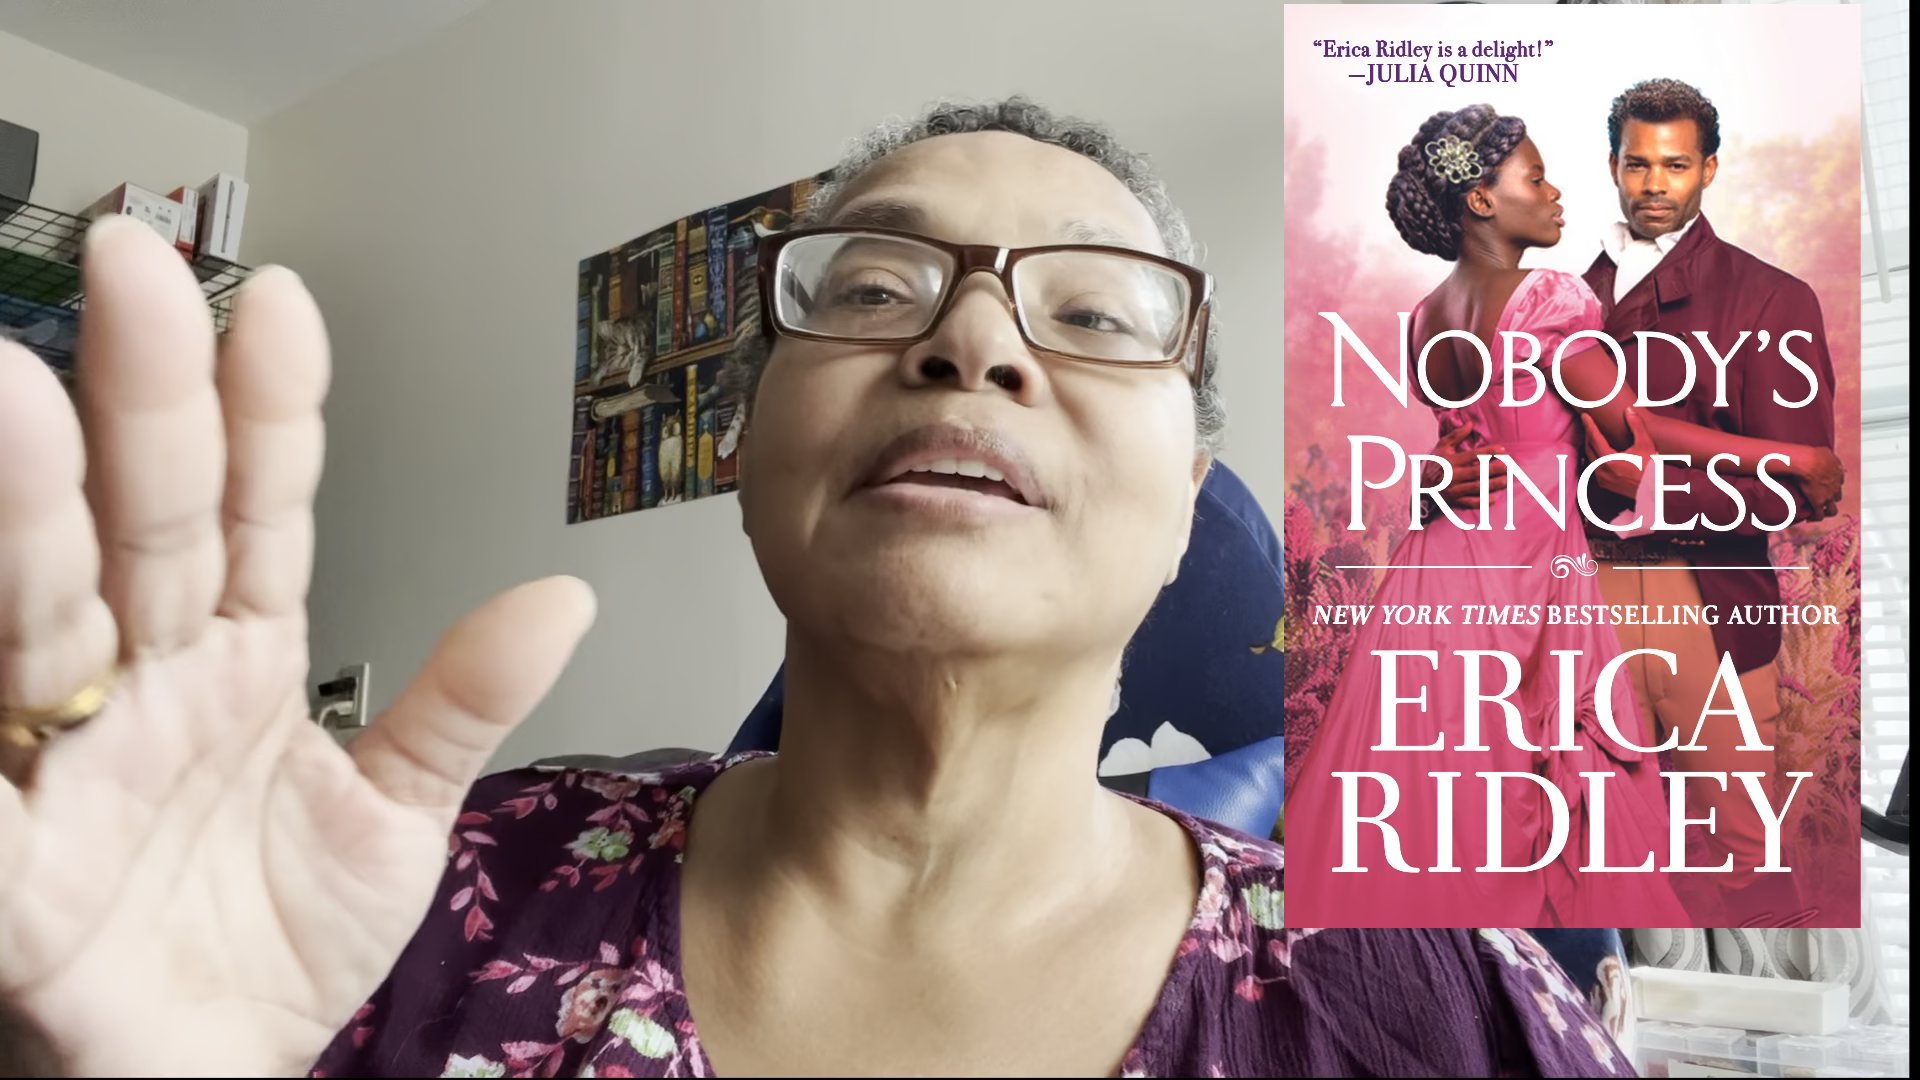 “Erica Ridley is a delight!”
—JULIA QUINN
NOBODY’S
PRINCESS
NEW YORK TIMES BESTSELLING AUTHOR
ERICA
RIDLEY